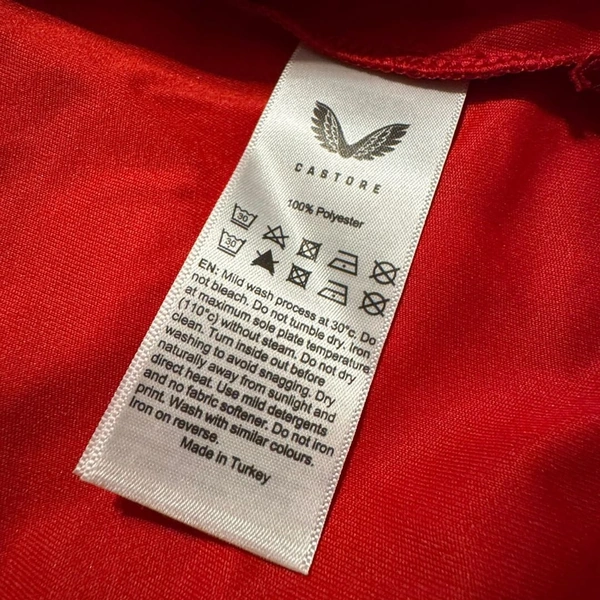 CASTORE
100% Polyester
30
30
EN: Mild wash process at 30°c. Do
not bleach. Do not tumble dry. Iron
at maximum sole plate temperature
(110°c) without steam. Do not dry
clean. Turn inside out before
washing to avoid snagging. Dry
naturally away from sunlight and
direct heat. Use mild detergents
and no fabric softener. Do not iron
print. Wash with similar colours.
Iron on reverse.
Made in Turkey